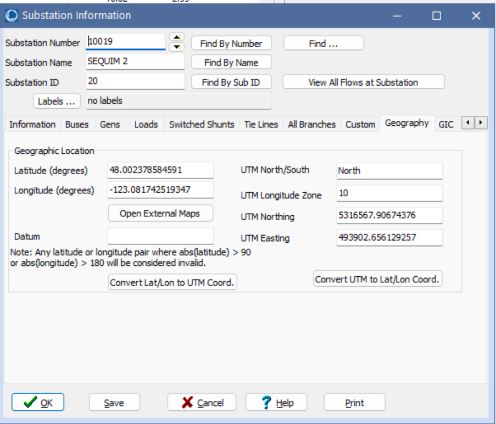 Substation Information
Substation Number 10019 Find By Number Find ...
Substation Name SEQUIM 2 Find By Name
Substation ID 20 Find By Sub ID View All Flows at Substation
Labels ... no labels
Information Buses Gens Loads Switched Shunts Tie Lines All Branches Custom Geography GIC
Geographic Location
Latitude (degrees) 48.002378584591 UTM North/South North
Longitude (degrees) -123.081742519347 UTM Longitude Zone 10
Open External Maps UTM Northing 5316567.90674376
Datum UTM Easting 493902.656129257
Note: Any latitude or longitude pair where abs(latitude) > 90
or abs(longitude) > 180 will be considered invalid.
Convert Lat/Lon to UTM Coord. Convert UTM to Lat/Lon Coord.
OK Save Cancel ? Help Print